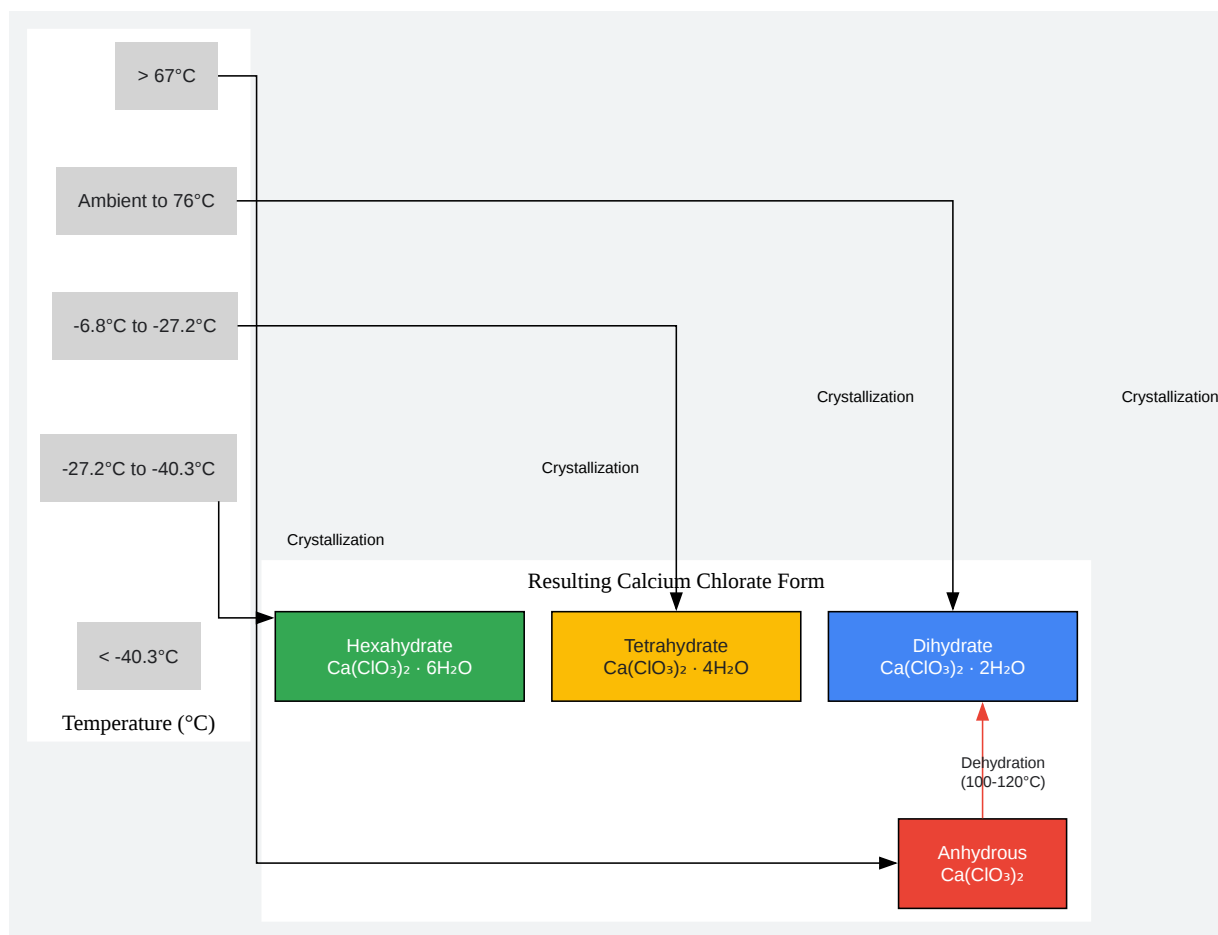 > 67°C
Ambient to 76°C
-6.8°C to -27.2°C
Crystallization
Crystallization
-27.2°C to -40.3°C
Crystallization
Crystallization
Resulting Calcium Chlorate Form
Hexahydrate
Ca(ClO₃)₂ · 6H₂O
Tetrahydrate
Ca(ClO₃)₂ · 4H₂O
Dihydrate
Ca(ClO₃)₂ · 2H₂O
< -40.3°C
Temperature (°C)
Dehydration
(100-120°C)
Anhydrous
Ca(ClO₃)₂